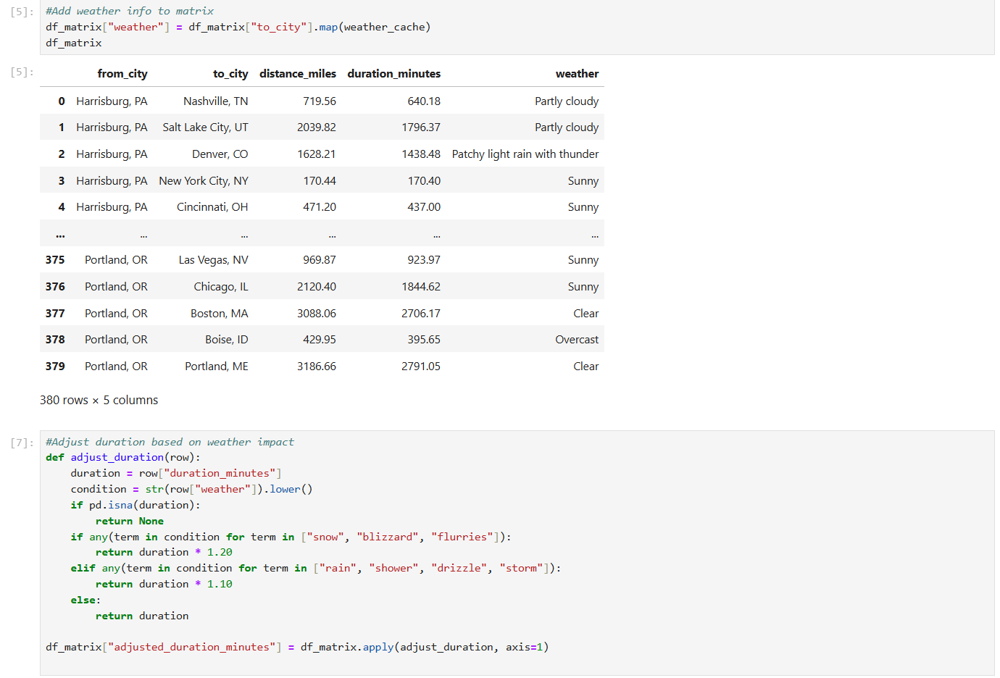 [5]: #Add weather info to matrix
df_matrix["weather"] = df_matrix["to_city"].map(weather_cache)
df_matrix
[5]: from_city to_city distance_miles duration_minutes weather
0 Harrisburg, PA Nashville, TN 719.56 640.18 Partly cloudy
1 Harrisburg, PA Salt Lake City, UT 2039.82 1796.37 Partly cloudy
2 Harrisburg, PA Denver, CO 1628.21 1438.48 Patchy light rain with thunder
3 Harrisburg, PA New York City, NY 170.44 170.40 Sunny
4 Harrisburg, PA Cincinnati, OH 471.20 437.00 Sunny
... ... ... ... ... ...
375 Portland, OR Las Vegas, NV 969.87 923.97 Sunny
376 Portland, OR Chicago, IL 2120.40 1844.62 Sunny
377 Portland, OR Boston, MA 3088.06 2706.17 Clear
378 Portland, OR Boise, ID 429.95 395.65 Overcast
379 Portland, OR Portland, ME 3186.66 2791.05 Clear
380 rows × 5 columns
[7]: #Adjust duration based on weather impact
def adjust_duration(row):
    duration = row["duration_minutes"]
    condition = str(row["weather"]).lower()
    if pd.isna(duration):
        return None
    if any(term in condition for term in ["snow", "blizzard", "flurries"]):
        return duration * 1.20
    elif any(term in condition for term in ["rain", "shower", "drizzle", "storm"]):
        return duration * 1.10
    else:
        return duration
df_matrix["adjusted_duration_minutes"] = df_matrix.apply(adjust_duration, axis=1)